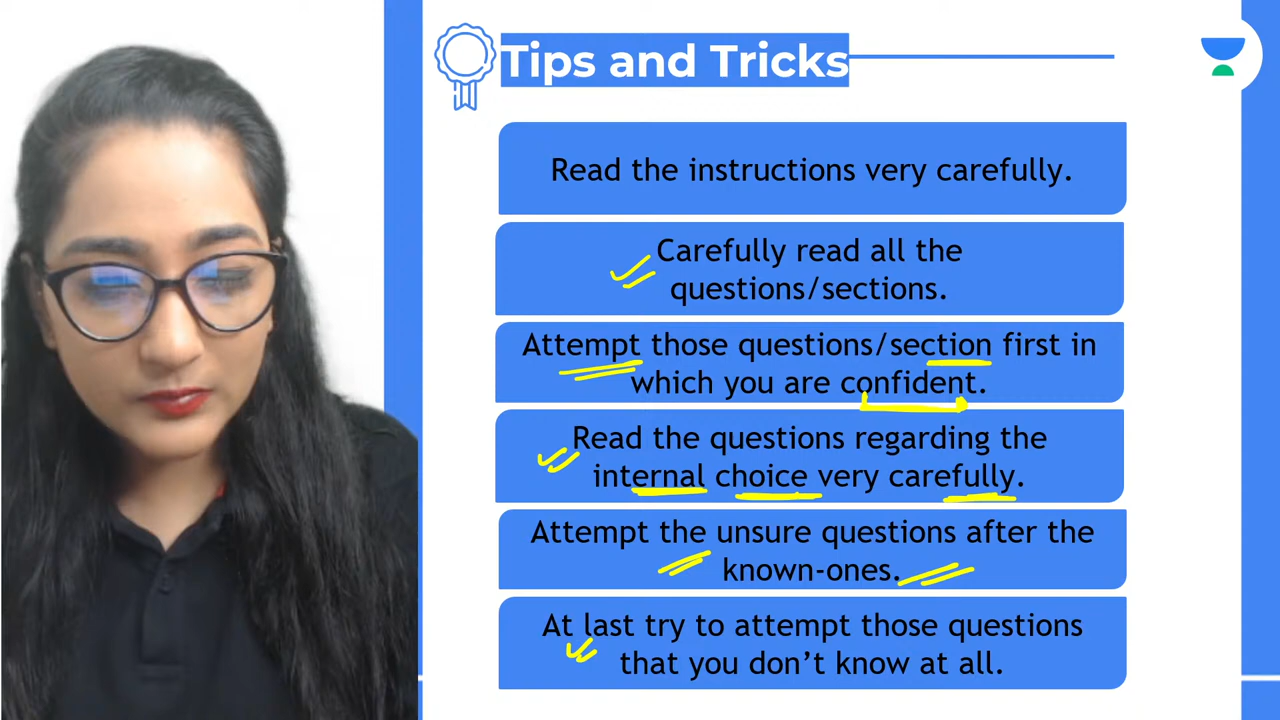 Tips and Tricks
Read the instructions very carefully.
Carefully read all the
questions/sections.
Attempt those questions/section first in
which you are confident.
Read the questions regarding the
internal choice very carefully.
Attempt the unsure questions after the
known-ones.
At last try to attempt those questions
that you don’t know at all.